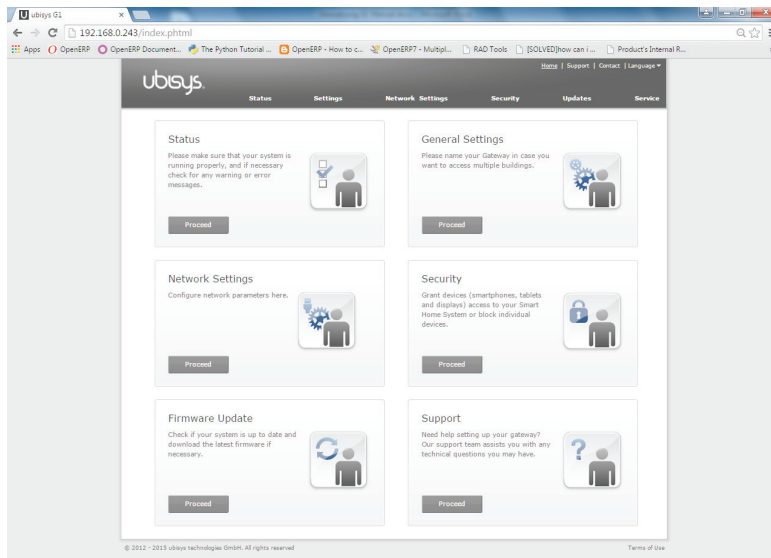 ubisys G1
192.168.0.243/index.phtml
Apps OpenERP OpenERP Document... The Python Tutorial ... OpenERP - How to c... OpenERP7 - Multipl... RAD Tools [SOLVED]how can i ... Product's Internal R...
Home | Support | Contact | Language
ubisys.
Status Settings Network Settings Security Updates Service
Status
Please make sure that your system is
running properly, and if necessary
check for any warning or error
messages.
Proceed
General Settings
Please name your Gateway in case you
want to access multiple buildings.
Proceed
Network Settings
Configure network parameters here.
Proceed
Security
Grant devices (smartphones, tablets
and displays) access to your Smart
Home System or block individual
devices.
Proceed
Firmware Update
Check if your system is up to date and
download the latest firmware if
necessary.
Proceed
Support
Need help setting up your gateway?
Our support team assists you with any
technical questions you may have.
Proceed
© 2012 - 2015 ubisys technologies GmbH. All rights reserved
Terms of Use